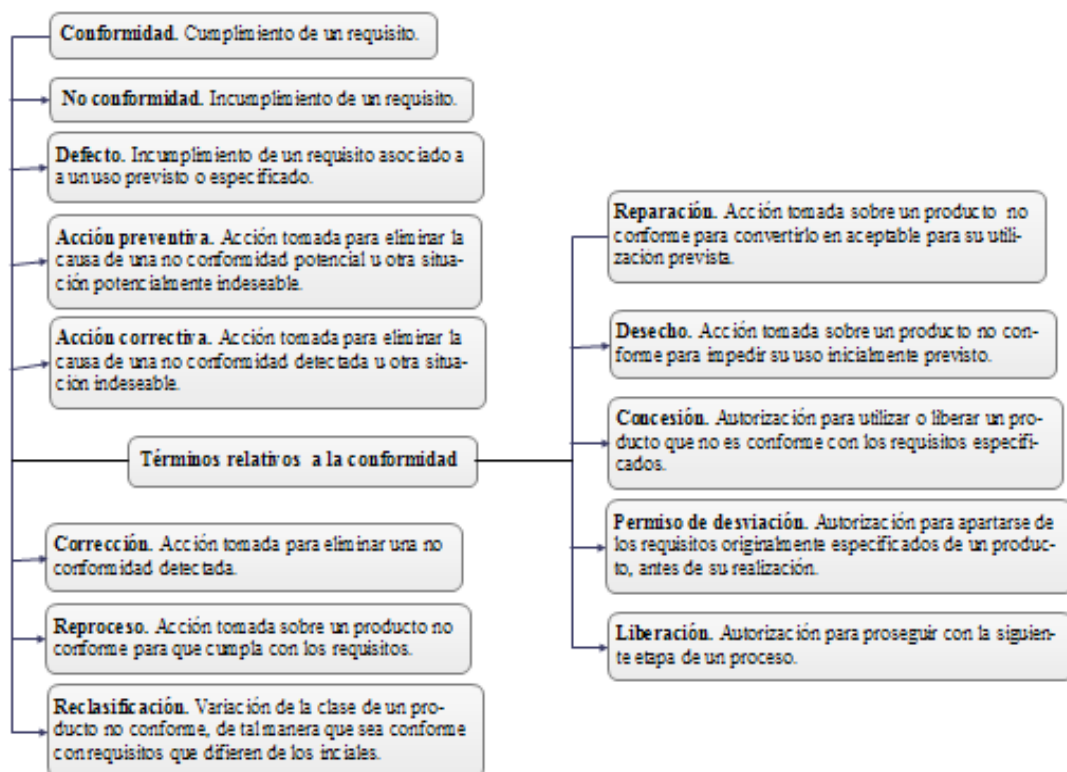 Conformidad. Cumplimiento de un requisito.
No conformidad. Incumplimiento de un requisito.
Defecto. Incumplimiento de un requisito asociado a
a un uso previsto o especificado.
Acción preventiva. Acción tomada para eliminar la
causa de una no conformidad potencial u otra situa-
ción potencialmente indeseable.
Acción correctiva. Acción tomada para eliminar la
causa de una no conformidad detectada u otra situa-
ción indeseable.
Términos relativos a la conformidad
Corrección. Acción tomada para eliminar una no
conformidad detectada.
Reproceso. Acción tomada sobre un producto no
conforme para que cumpla con los requisitos.
Reclasificación. Variación de la clase de un pro-
ducto no conforme, de tal manera que sea conforme
con requisitos que difieren de los inciales.
Reparación. Acción tomada sobre un producto no
conforme para convertirlo en aceptable para su utili-
zación prevista.
Desecho. Acción tomada sobre un producto no con-
forme para impedir su uso inicialmente previsto.
Concesión. Autorización para utilizar o liberar un pro-
ducto que no es conforme con los requisitos especifi-
cados.
Permiso de desviación. Autorización para apartarse de
los requisitos originalmente especificados de un produc-
to, antes de su realización.
Liberación. Autorización para proseguir con la siguien-
te etapa de un proceso.